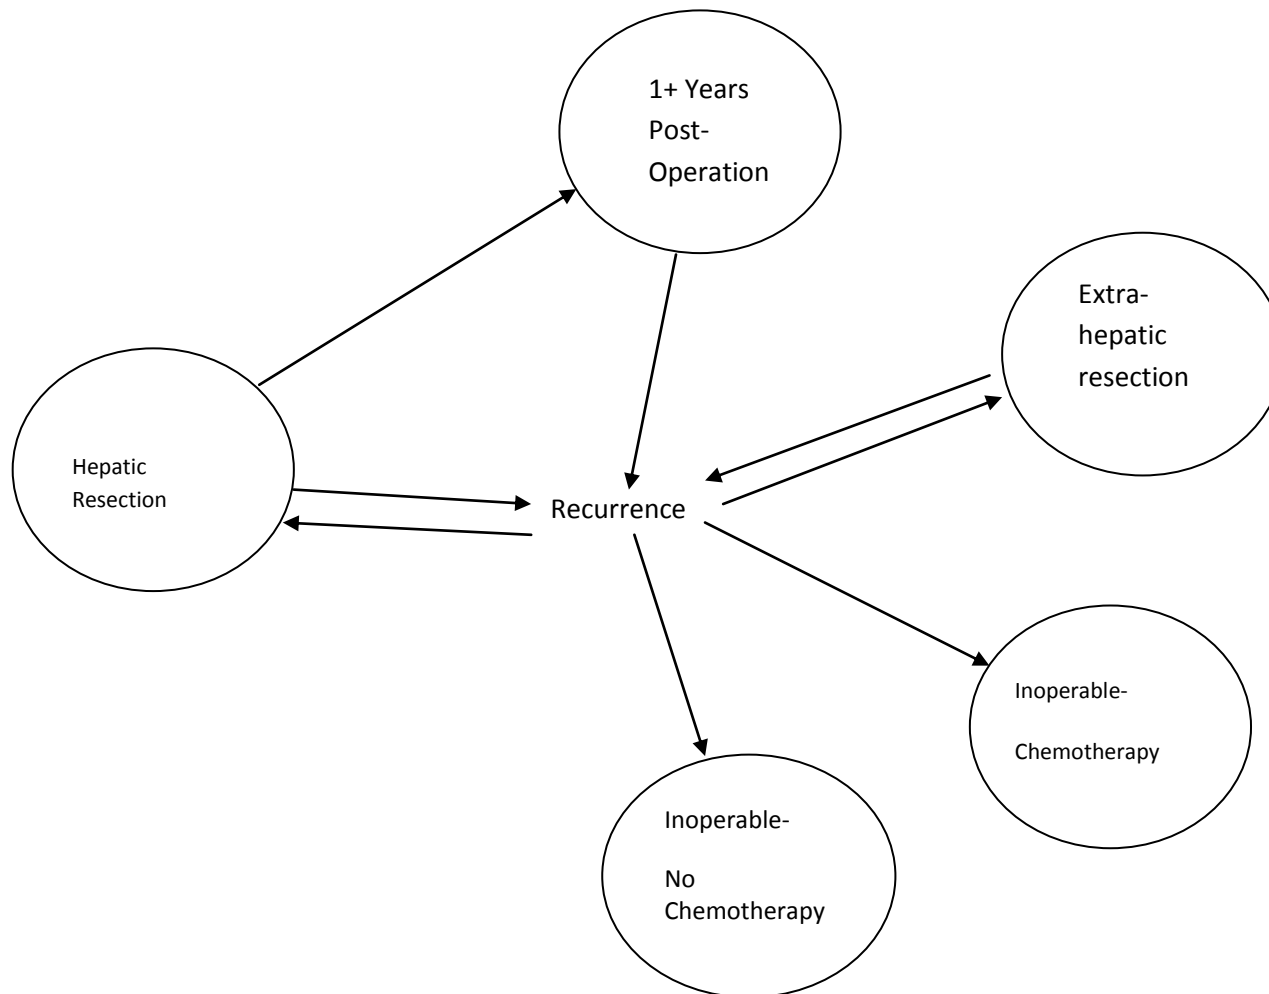 1+ Years
Post-
Operation
Extra-
hepatic
resection
Hepatic
Resection
Recurrence
Inoperable-
Chemotherapy
Inoperable-
No
Chemotherapy